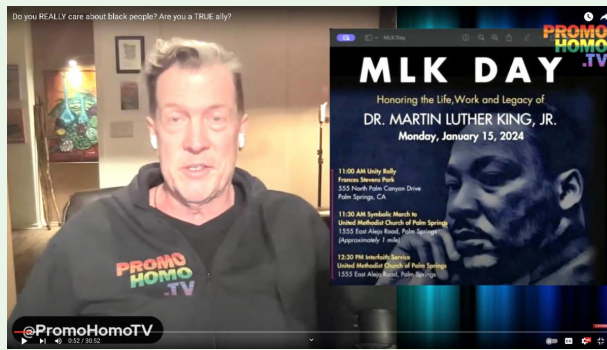 Do you REALLY care about black people? Are you a TRUE ally?
PROMO
HOMO
.TV
MLK Day
MLK DAY
Honoring the Life, Work and Legacy of
DR. MARTIN LUTHER KING, JR.
Monday, January 15, 2024
11:00 AM Unity Rally
Frances Stevens Park
555 North Palm Canyon Drive
Palm Springs, CA
11:30 AM Symbolic March to
United Methodist Church of Palm Springs
1555 East Alejo Road, Palm Springs
(Approximately 1 mile)
12:30 PM Interfaith Service
United Methodist Church of Palm Springs
1555 East Alejo Road, Palm Springs
PROMO
HOMO
.TV
@PromoHomoTV
0:52 / 30:52